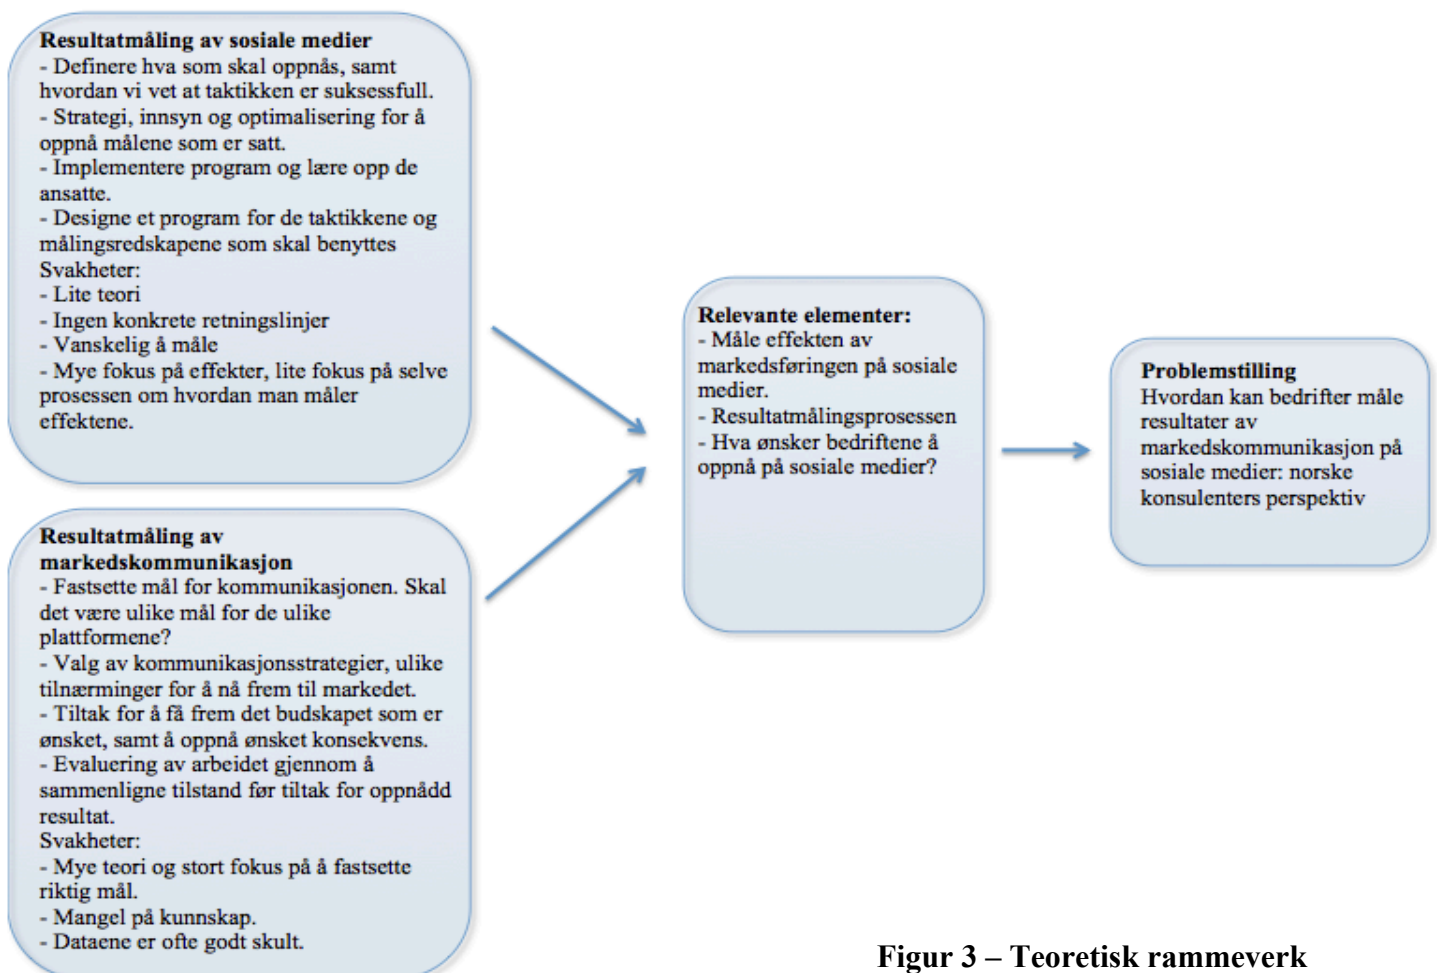 Resultatmåling av sosiale medier
- Definere hva som skal oppnås, samt
hvordan vi vet at taktikken er suksessfull.
- Strategi, innsyn og optimalisering for å
oppnå målene som er satt.
- Implementere program og lære opp de
ansatte.
- Designe et program for de taktikkene og
målingsredskapene som skal benyttes
Svakheter:
- Lite teori
- Ingen konkrete retningslinjer
- Vanskelig å måle
- Mye fokus på effekter, lite fokus på selve
prosessen om hvordan man måler
effektene.
Resultatmåling av
markedskommunikasjon
- Fastsette mål for kommunikasjonen. Skal
det være ulike mål for de ulike
plattformene?
- Valg av kommunikasjonsstrategier, ulike
tilnærminger for å nå frem til markedet.
- Tiltak for å få frem det budskapet som er
ønsket, samt å oppnå ønsket konsekvens.
- Evaluering av arbeidet gjennom å
sammenligne tilstand før tiltak for oppnådd
resultat.
Svakheter:
- Mye teori og stort fokus på å fastsette
riktig mål.
- Mangel på kunnskap.
- Dataene er ofte godt skult.
Relevante elementer:
- Måle effekten av
markedsføringen på sosiale
medier.
- Resultatmålingsprosessen
- Hva ønsker bedriftene å
oppnå på sosiale medier?
Problemstilling
Hvordan kan bedrifter måle
resultater av
markedskommunikasjon på
sosiale medier: norske
konsulenters perspektiv
Figur 3 – Teoretisk rammeverk